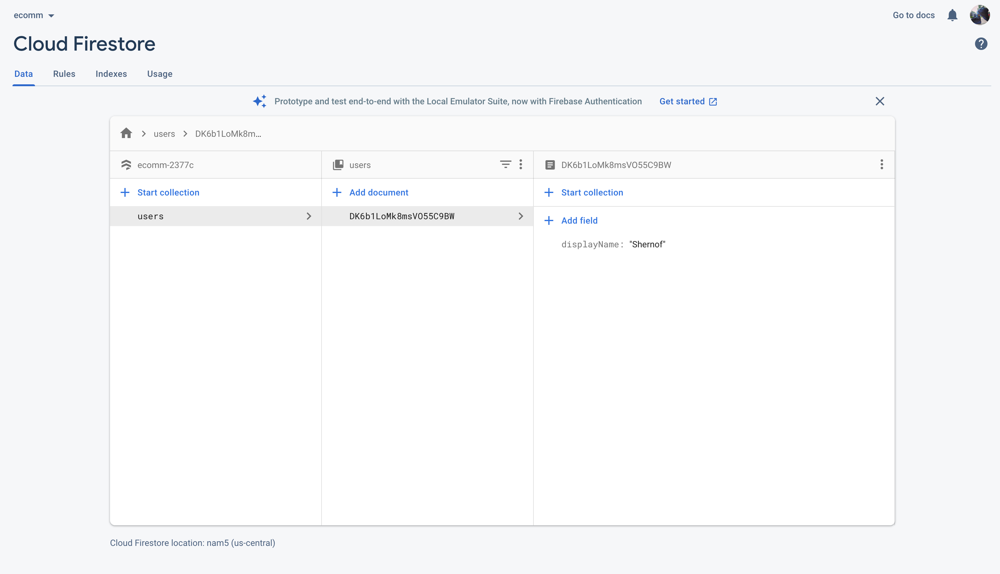 ecomm
Go to docs
Cloud Firestore
Data Rules Indexes Usage
Prototype and test end-to-end with the Local Emulator Suite, now with Firebase Authentication Get started
users DK6b1LoMk8m...
ecomm-2377c
Start collection
users
users
Add document
DK6b1LoMk8msVO55C9BW
DK6b1LoMk8msVO55C9BW
Start collection
Add field
displayName: "Shernof"
Cloud Firestore location: nam5 (us-central)